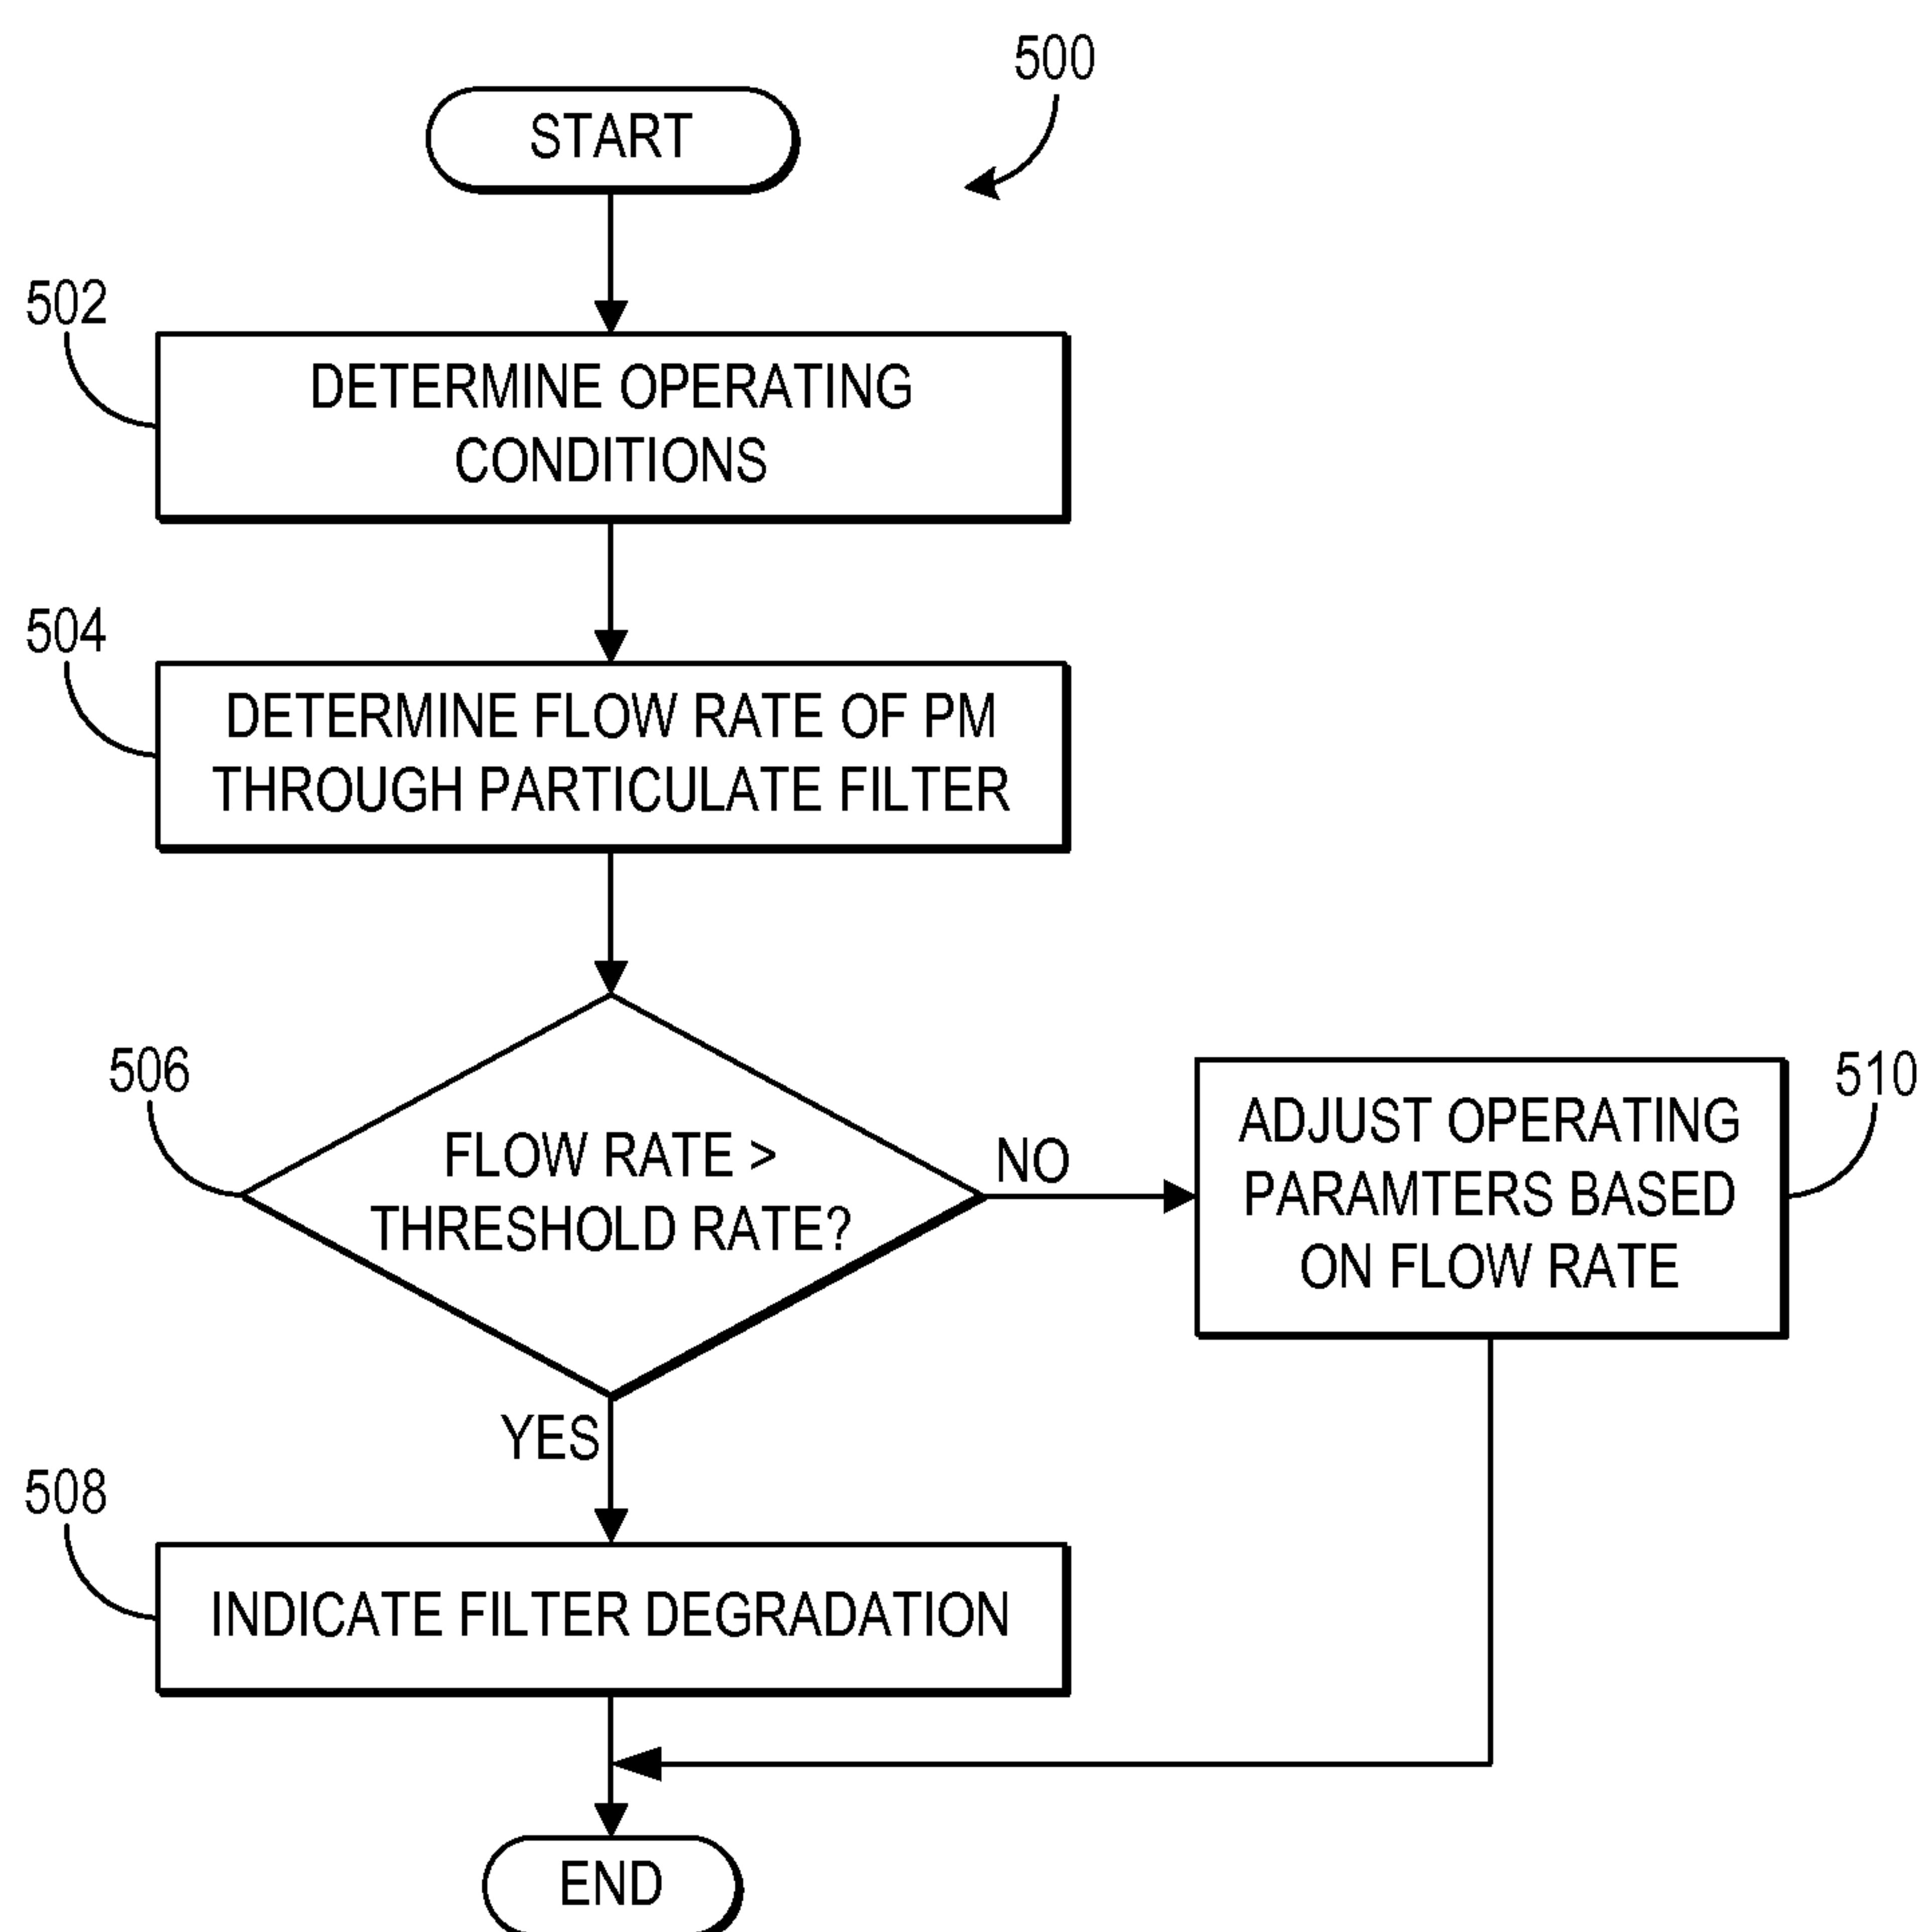 500
START
502
DETERMINE OPERATING
CONDITIONS
504
DETERMINE FLOW RATE OF PM
THROUGH PARTICULATE FILTER
506
FLOW RATE >
THRESHOLD RATE?
NO
510
ADJUST OPERATING
PARAMTERS BASED
ON FLOW RATE
YES
508
INDICATE FILTER DEGRADATION
END